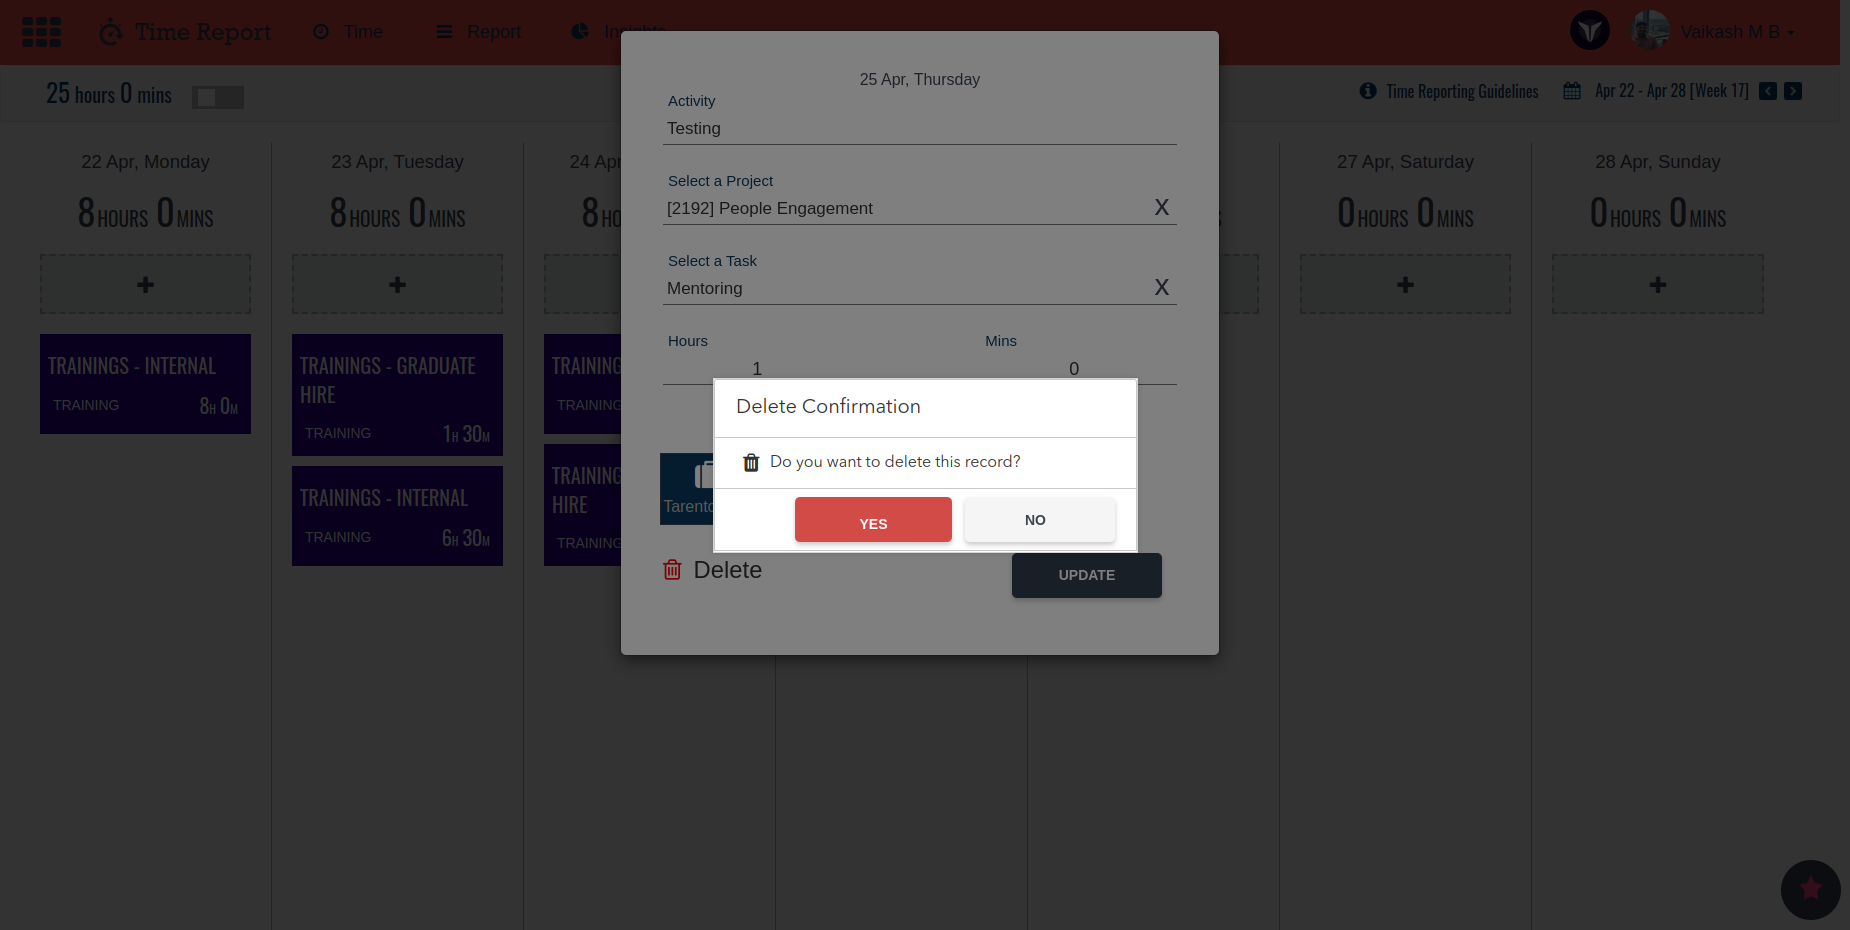 Time Report
Time
Report
Insights
Vaikash M B
25 hours 0 mins
Time Reporting Guidelines
Apr 22 - Apr 28 [Week 17]
22 Apr, Monday
8 HOURS 0 MINS
+
TRAININGS - INTERNAL
TRAINING
8H 0M
23 Apr, Tuesday
8 HOURS 0 MINS
+
TRAININGS - GRADUATE
HIRE
TRAINING
1H 30M
TRAININGS - INTERNAL
TRAINING
6H 30M
24 Apr
8 HO
TRAINING
TRAINING
TRAINING
HIRE
TRAINING
25 Apr, Thursday
Activity
Testing
Select a Project
[2192] People Engagement
X
Select a Task
Mentoring
X
Hours
Mins
1
0
Tarento
Delete Confirmation
Do you want to delete this record?
YES
NO
Delete
UPDATE
27 Apr, Saturday
0 HOURS 0 MINS
+
28 Apr, Sunday
0 HOURS 0 MINS
+